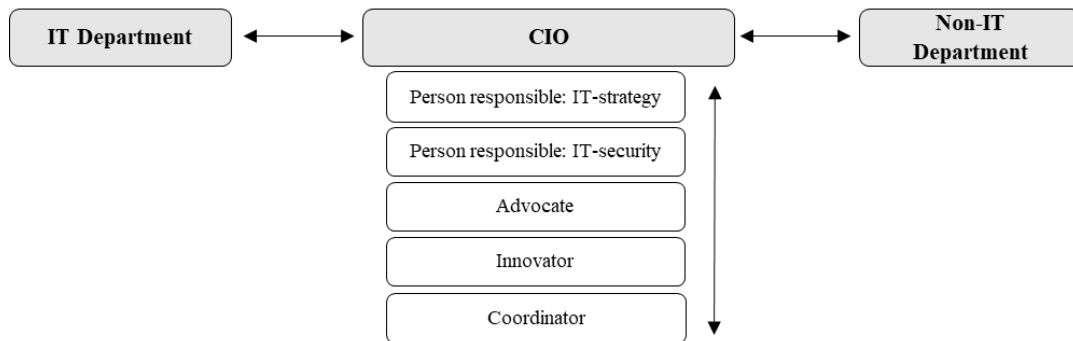 IT Department
CIO
Non-IT
Department
Person responsible: IT-strategy
Person responsible: IT-security
Advocate
Innovator
Coordinator